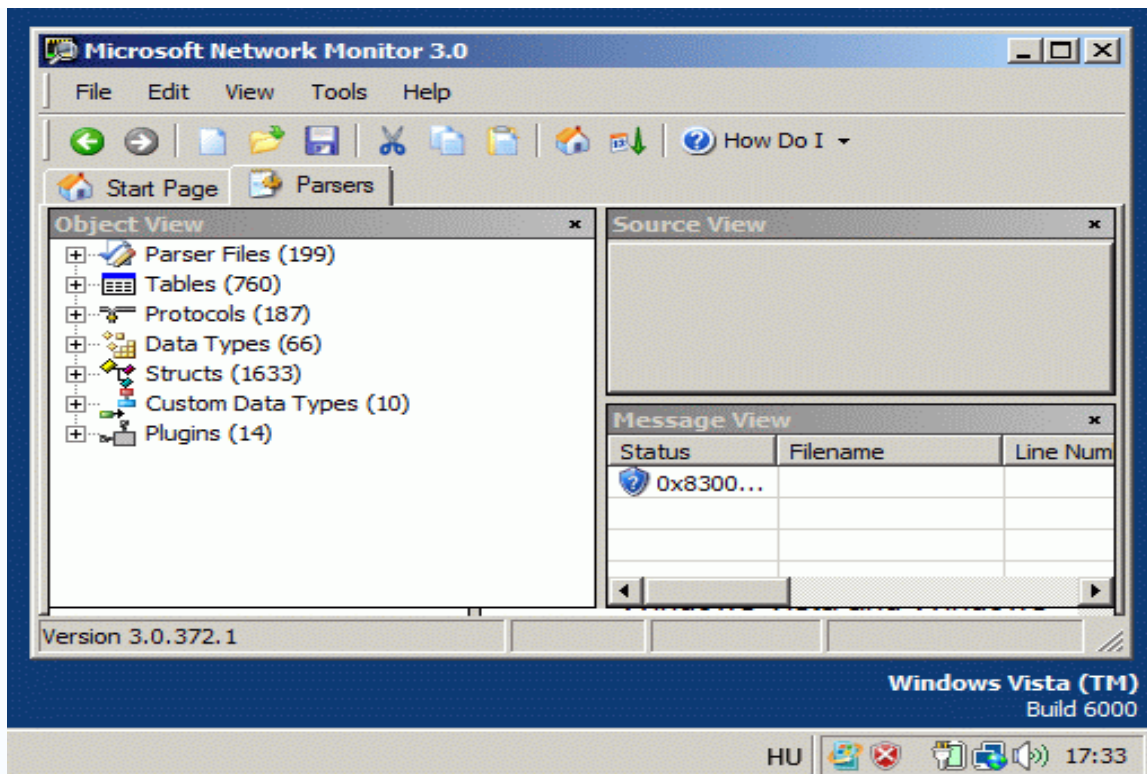 Microsoft Network Monitor 3.0
File Edit View Tools Help
How Do I
Start Page Parsers
Object View
Parser Files (199)
Tables (760)
Protocols (187)
Data Types (66)
Structs (1633)
Custom Data Types (10)
Plugins (14)
Source View
Message View
Status Filename Line Num
0x8300...
Version 3.0.372.1
Windows Vista (TM)
Build 6000
HU 17:33